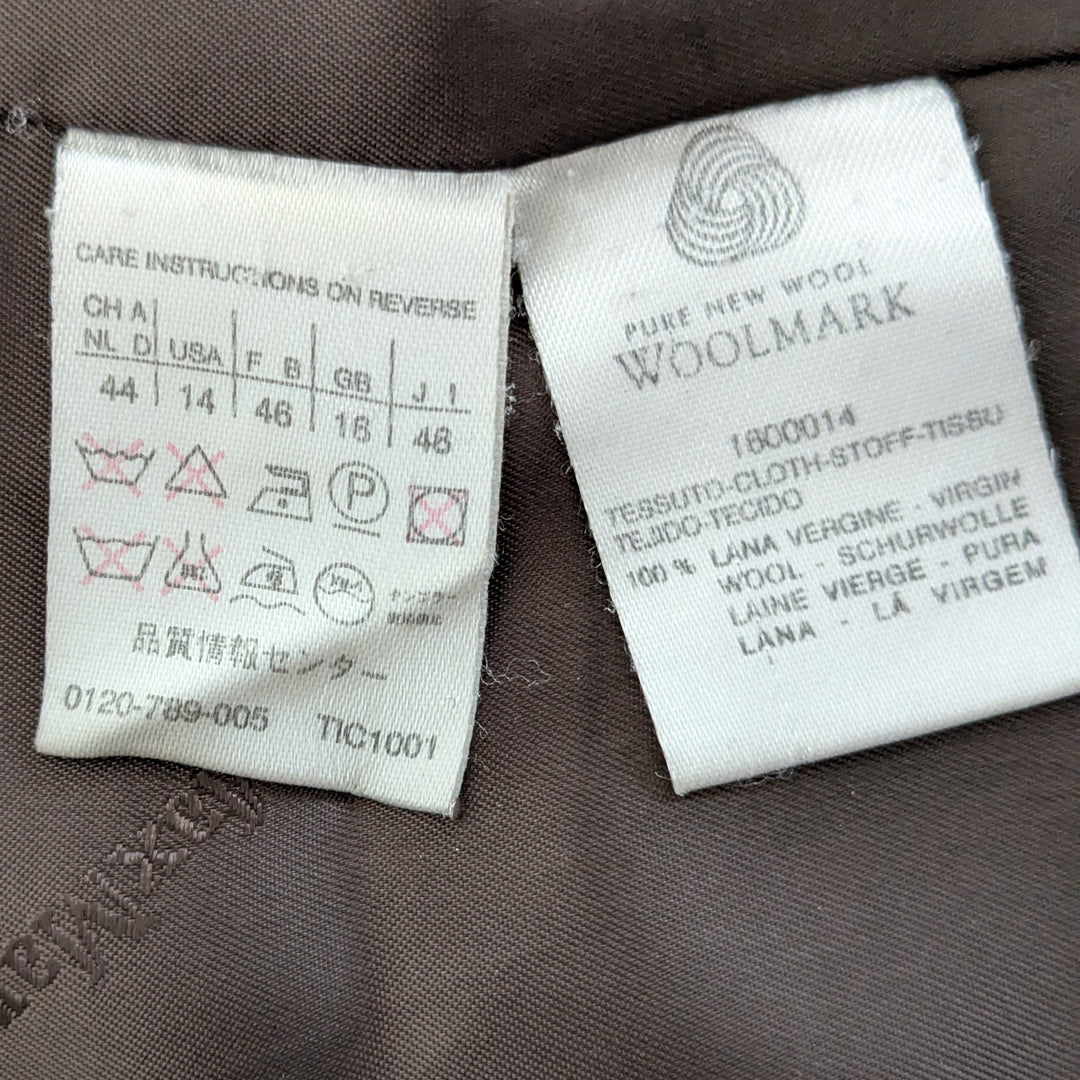 CARE INSTRUCTIONS ON REVERSE
CH A
NL D USA F B GB J I
44 14 46 16 46
P
品質情報センター
0120-789-005 TIC1001
PURE NEW WOOL
WOOLMARK
1600014
TESSUTO-CLOTH-STOFF-TISSU
TEJIDO-TECIDO
100 % LANA VERGINE - VIRGIN
WOOL - SCHURWOLLE
LAINE VIERGE - PURA
LANA - LÃ VIRGEM